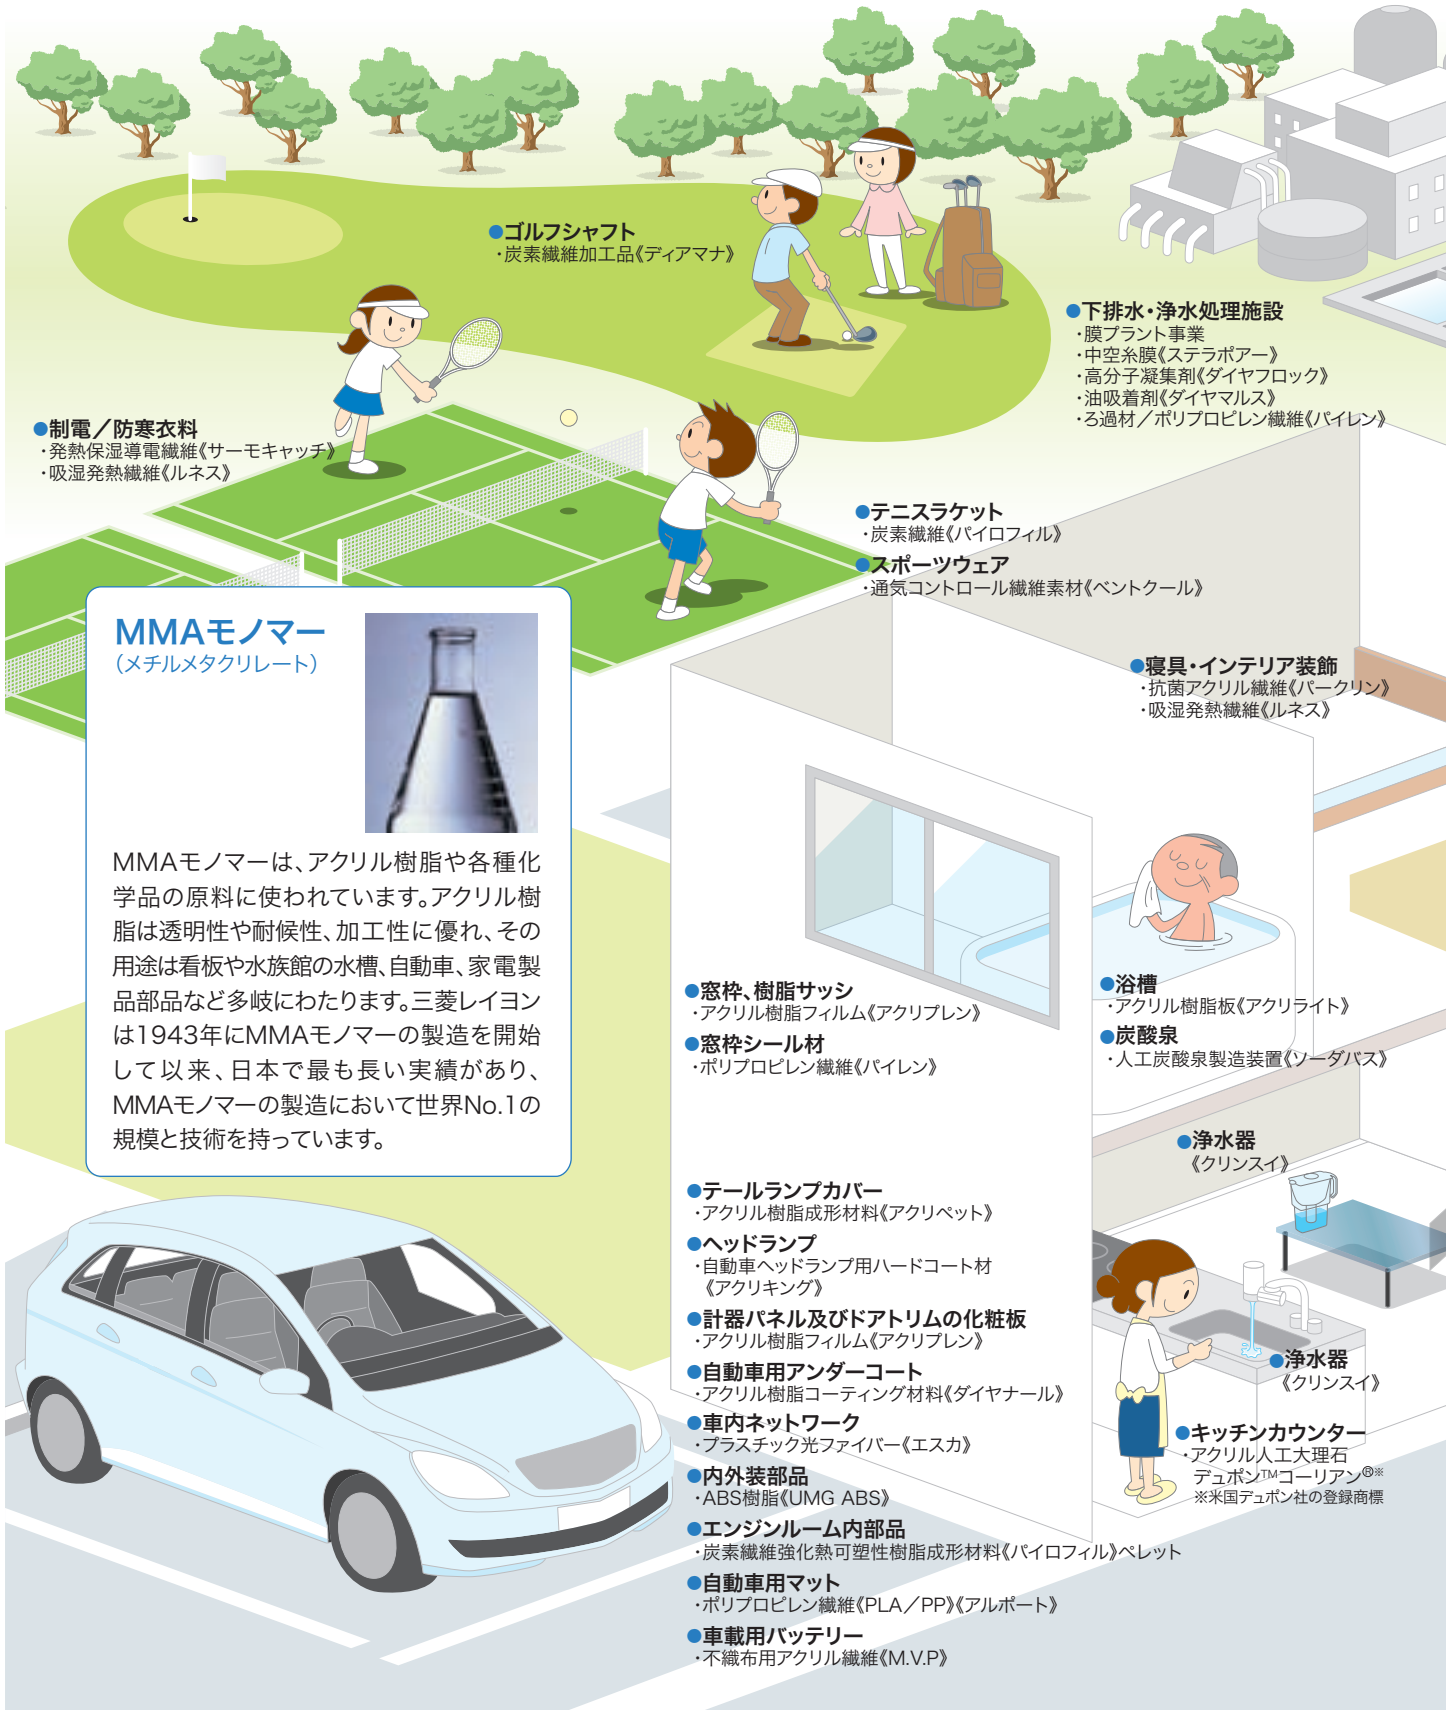 ●ゴルフシャフト
・炭素繊維加工品《ディアマナ》
●下排水・浄水処理施設
・膜プラント事業
・中空糸膜《ステラポアー》
・高分子凝集剤《ダイヤフロック》
・油吸着剤《ダイヤマルス》
・ろ過材／ポリプロピレン繊維《パイレン》
●制電／防寒衣料
・発熱保湿導電繊維《サーモキャッチ》
・吸湿発熱繊維《ルネス》
●テニスラケット
・炭素繊維《パイロフィル》
●スポーツウェア
・通気コントロール繊維素材《ベントクール》
MMAモノマー
（メチルメタクリレート）
MMAモノマーは、アクリル樹脂や各種化
学品の原料に使われています。アクリル樹
脂は透明性や耐候性、加工性に優れ、その
用途は看板や水族館の水槽、自動車、家電製
品部品など多岐にわたります。三菱レイヨン
は1943年にMMAモノマーの製造を開始
して以来、日本で最も長い実績があり、
MMAモノマーの製造において世界No.1の
規模と技術を持っています。
●寝具・インテリア装飾
・抗菌アクリル繊維《パークリン》
・吸湿発熱繊維《ルネス》
●窓枠、樹脂サッシ
・アクリル樹脂フィルム《アクリプレン》
●窓枠シール材
・ポリプロピレン繊維《パイレン》
●浴槽
・アクリル樹脂板《アクリライト》
●炭酸泉
・人工炭酸泉製造装置《ソーダバス》
●浄水器
《クリンスイ》
●テールランプカバー
・アクリル樹脂成形材料《アクリペット》
●ヘッドランプ
・自動車ヘッドランプ用ハードコート材
《アクリキング》
●計器パネル及びドアトリムの化粧板
・アクリル樹脂フィルム《アクリプレン》
●自動車用アンダーコート
・アクリル樹脂コーティング材料《ダイヤナール》
●車内ネットワーク
・プラスチック光ファイバー《エスカ》
●内外装部品
・ABS樹脂《UMG ABS》
●エンジンルーム内部品
・炭素繊維強化熱可塑性樹脂成形材料《パイロフィル》ペレット
●自動車用マット
・ポリプロピレン繊維《PLA／PP》《アルポート》
●車載用バッテリー
・不織布用アクリル繊維《M.V.P》
●浄水器
《クリンスイ》
●キッチンカウンター
・アクリル人工大理石
デュポン™コーリアン®※
※米国デュポン社の登録商標